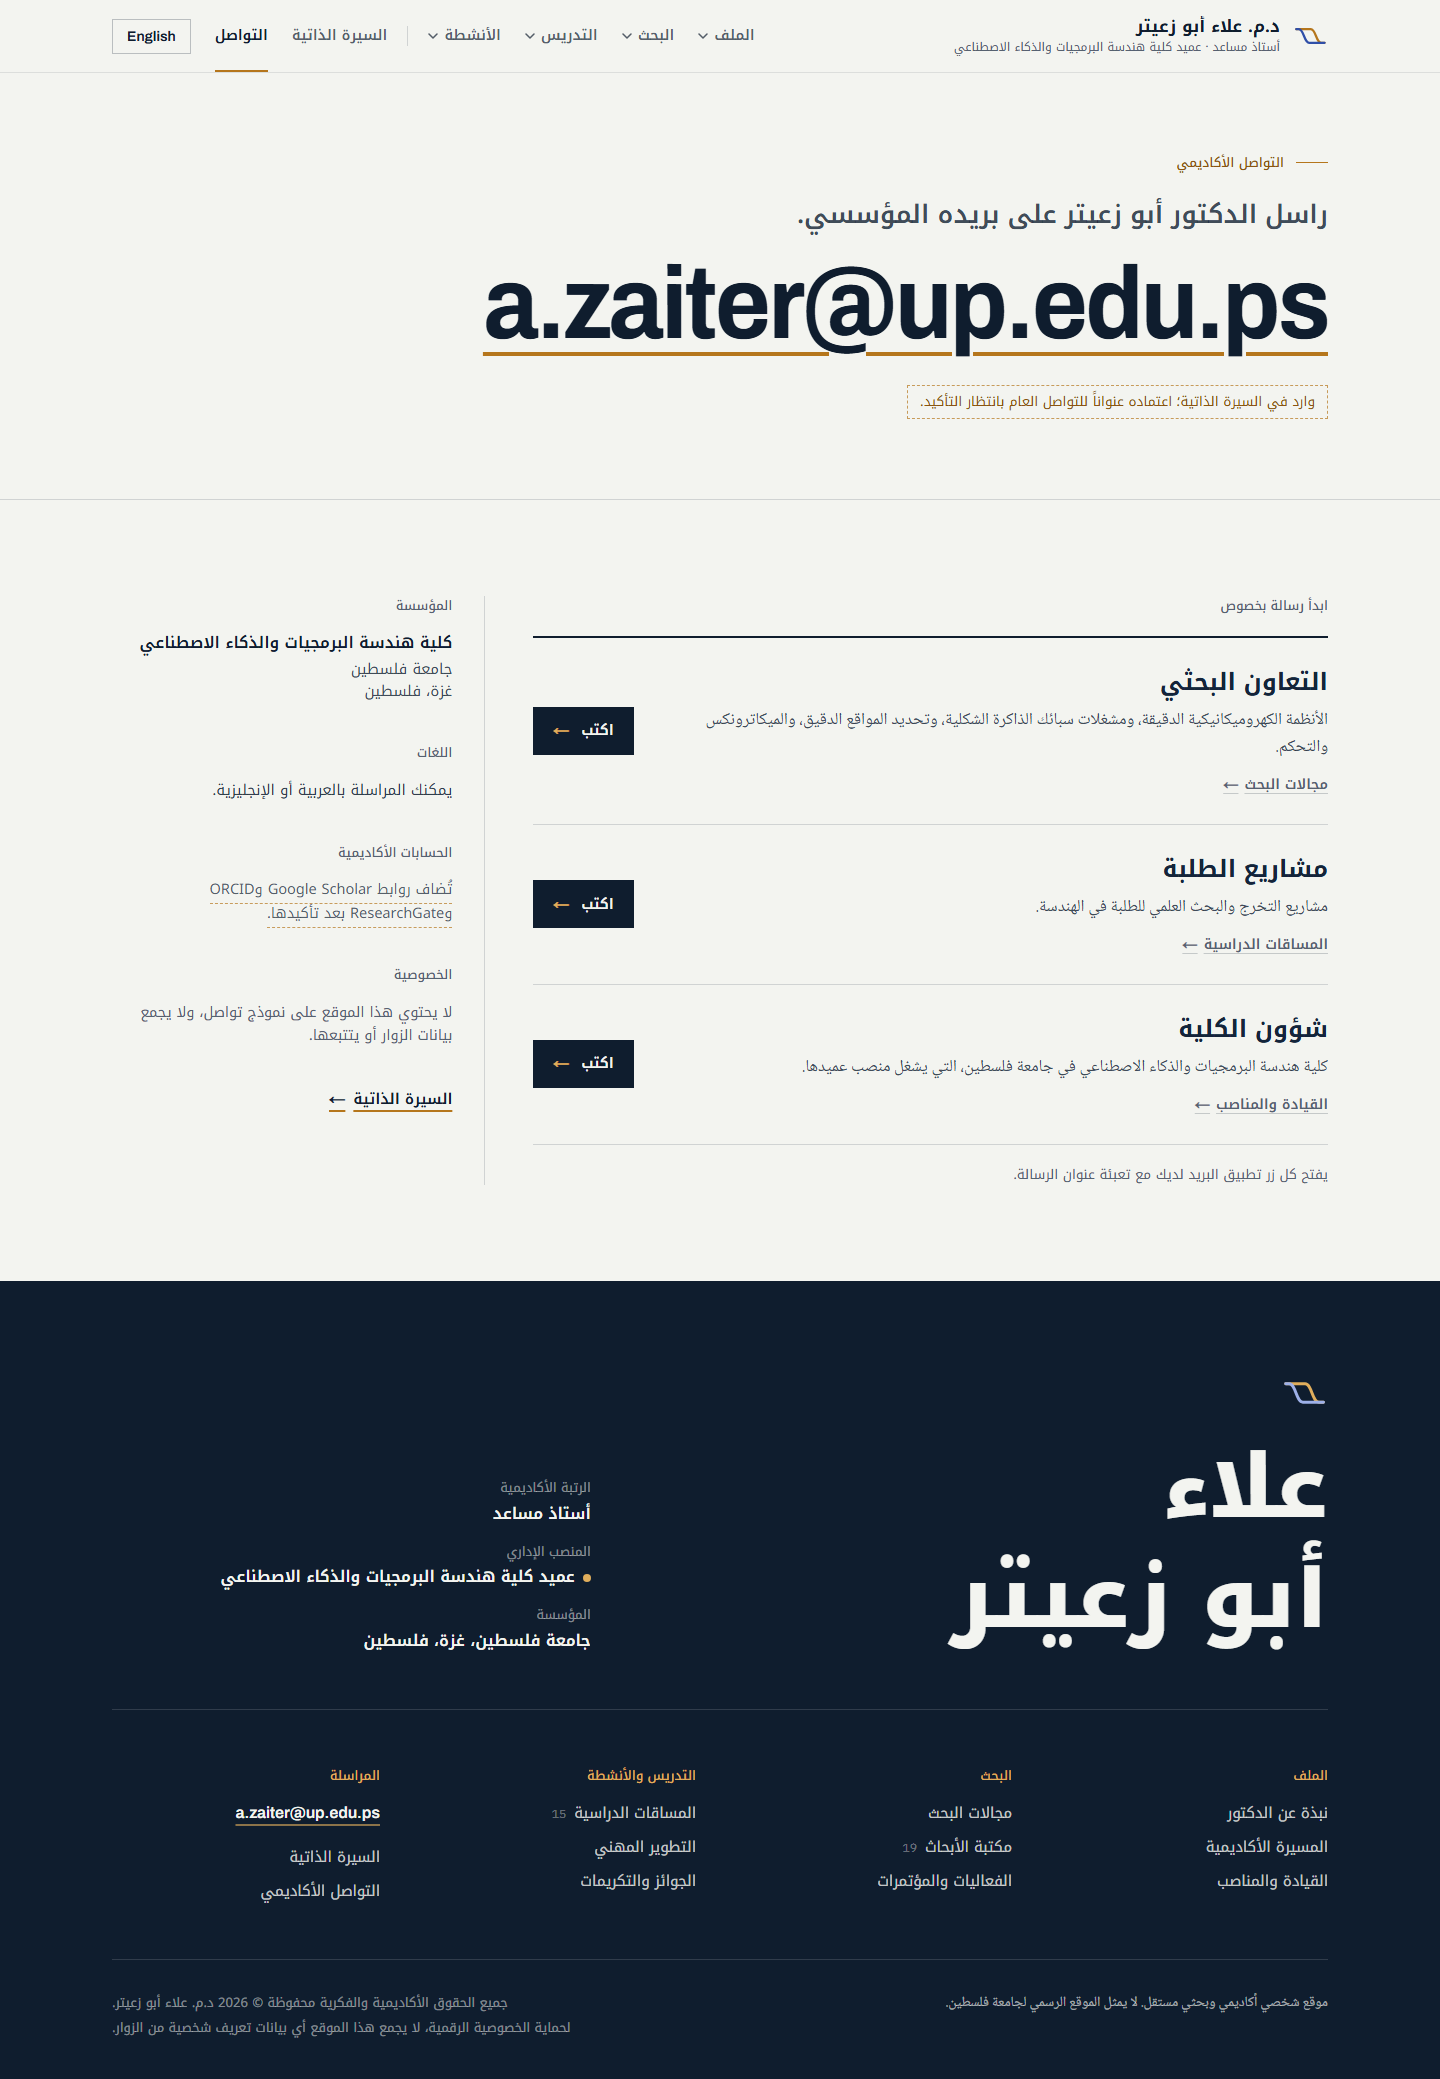 د.م. علاء أبو زعيتر
أستاذ مساعد · عميد كلية هندسة البرمجيات والذكاء الاصطناعي
الملف
البحث
التدريس
الأنشطة
السيرة الذاتية
التواصل
English
التواصل الأكاديمي
راسل الدكتور أبو زعيتر على بريده المؤسسي.
a.zaiter@up.edu.ps
وارد في السيرة الذاتية؛ اعتماده عنواناً للتواصل العام بانتظار التأكيد.
ابدأ رسالة بخصوص
التعاون البحثي
الأنظمة الكهروميكانيكية الدقيقة، ومشغلات سبائك الذاكرة الشكلية، وتحديد المواقع الدقيق، والميكاترونكس
والتحكم.
مجالات البحث ←
اكتب ←
مشاريع الطلبة
مشاريع التخرج والبحث العلمي للطلبة في الهندسة.
المساقات الدراسية ←
اكتب ←
شؤون الكلية
كلية هندسة البرمجيات والذكاء الاصطناعي في جامعة فلسطين، التي يشغل منصب عميدها.
القيادة والمناصب ←
اكتب ←
يفتح كل زر تطبيق البريد لديك مع تعبئة عنوان الرسالة.
المؤسسة
كلية هندسة البرمجيات والذكاء الاصطناعي
جامعة فلسطين
غزة، فلسطين
اللغات
يمكنك المراسلة بالعربية أو الإنجليزية.
الحسابات الأكاديمية
تُضاف روابط Google Scholar وORCID
وResearchGate بعد تأكيدها.
الخصوصية
لا يحتوي هذا الموقع على نموذج تواصل، ولا يجمع
بيانات الزوار أو يتتبعها.
السيرة الذاتية ←
علاء
أبو زعيتر
الرتبة الأكاديمية
أستاذ مساعد
المنصب الإداري
عميد كلية هندسة البرمجيات والذكاء الاصطناعي
المؤسسة
جامعة فلسطين، غزة، فلسطين
الملف
نبذة عن الدكتور
المسيرة الأكاديمية
القيادة والمناصب
البحث
مجالات البحث
مكتبة الأبحاث 19
الفعاليات والمؤتمرات
التدريس والأنشطة
المساقات الدراسية 15
التطوير المهني
الجوائز والتكريمات
المراسلة
a.zaiter@up.edu.ps
السيرة الذاتية
التواصل الأكاديمي
موقع شخصي أكاديمي وبحثي مستقل. لا يمثل الموقع الرسمي لجامعة فلسطين.
جميع الحقوق الأكاديمية والفكرية محفوظة © 2026 د.م. علاء أبو زعيتر.
لحماية الخصوصية الرقمية، لا يجمع هذا الموقع أي بيانات تعريف شخصية من الزوار.